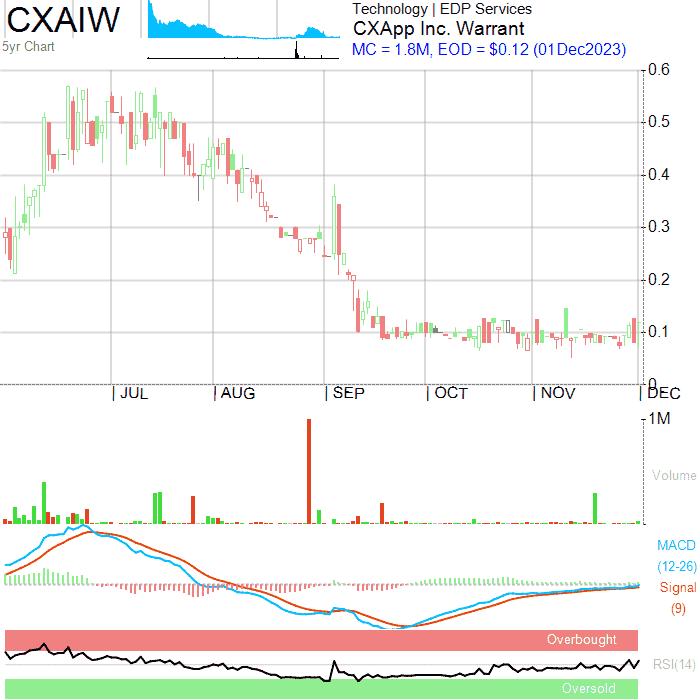 CXAIW
5yr Chart
Technology | EDP Services
CXApp Inc. Warrant
MC = 1.8M, EOD = $0.12 (01Dec2023)
0.6
0.5
0.4
0.3
0.2
0.1
0
| JUL | AUG | SEP | OCT | NOV | DEC
1M
Volume
MACD
(12-26)
Signal
(9)
Overbought
RSI(14)
Oversold